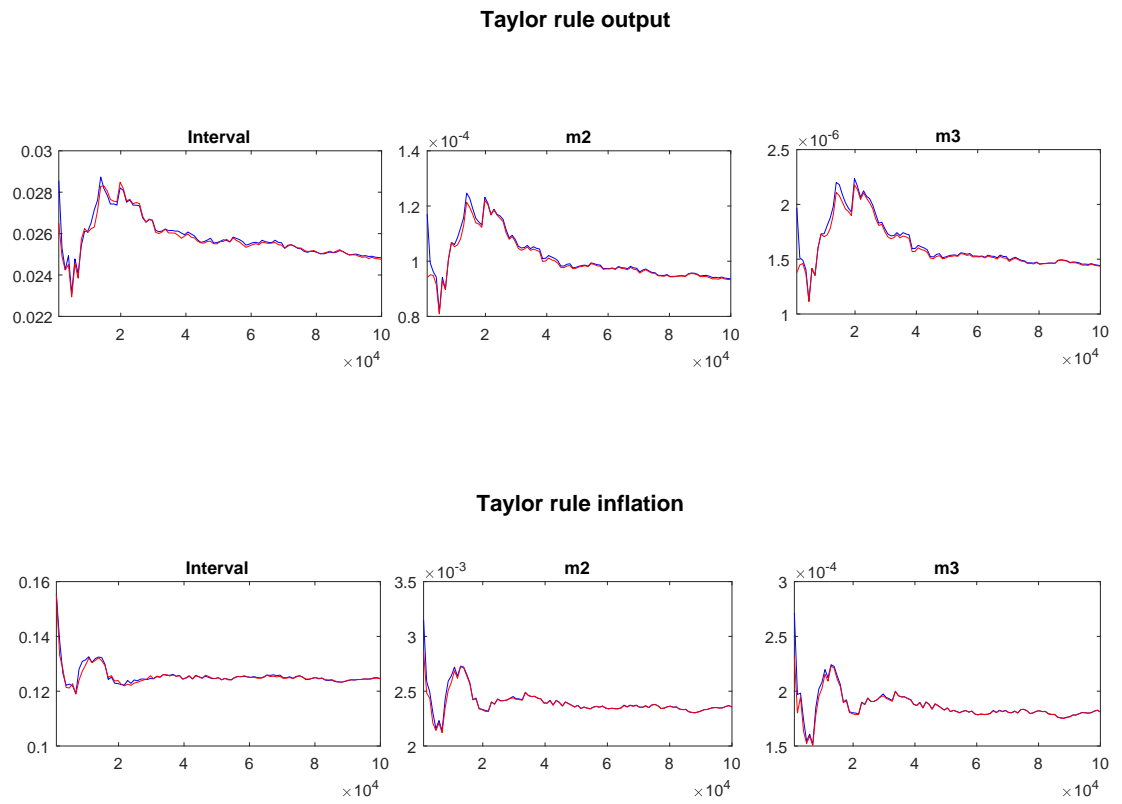 Taylor rule output
Interval
0.03
0.028
0.026
0.024
0.022
2 4 6 8 10
×10^4
m2
×10^-4
1.4
1.2
1
0.8
2 4 6 8 10
×10^4
m3
×10^-6
2.5
2
1.5
1
2 4 6 8 10
×10^4
Taylor rule inflation
Interval
0.16
0.14
0.12
0.1
2 4 6 8 10
×10^4
m2
×10^-3
3.5
3
2.5
2
2 4 6 8 10
×10^4
m3
×10^-4
3
2.5
2
1.5
2 4 6 8 10
×10^4